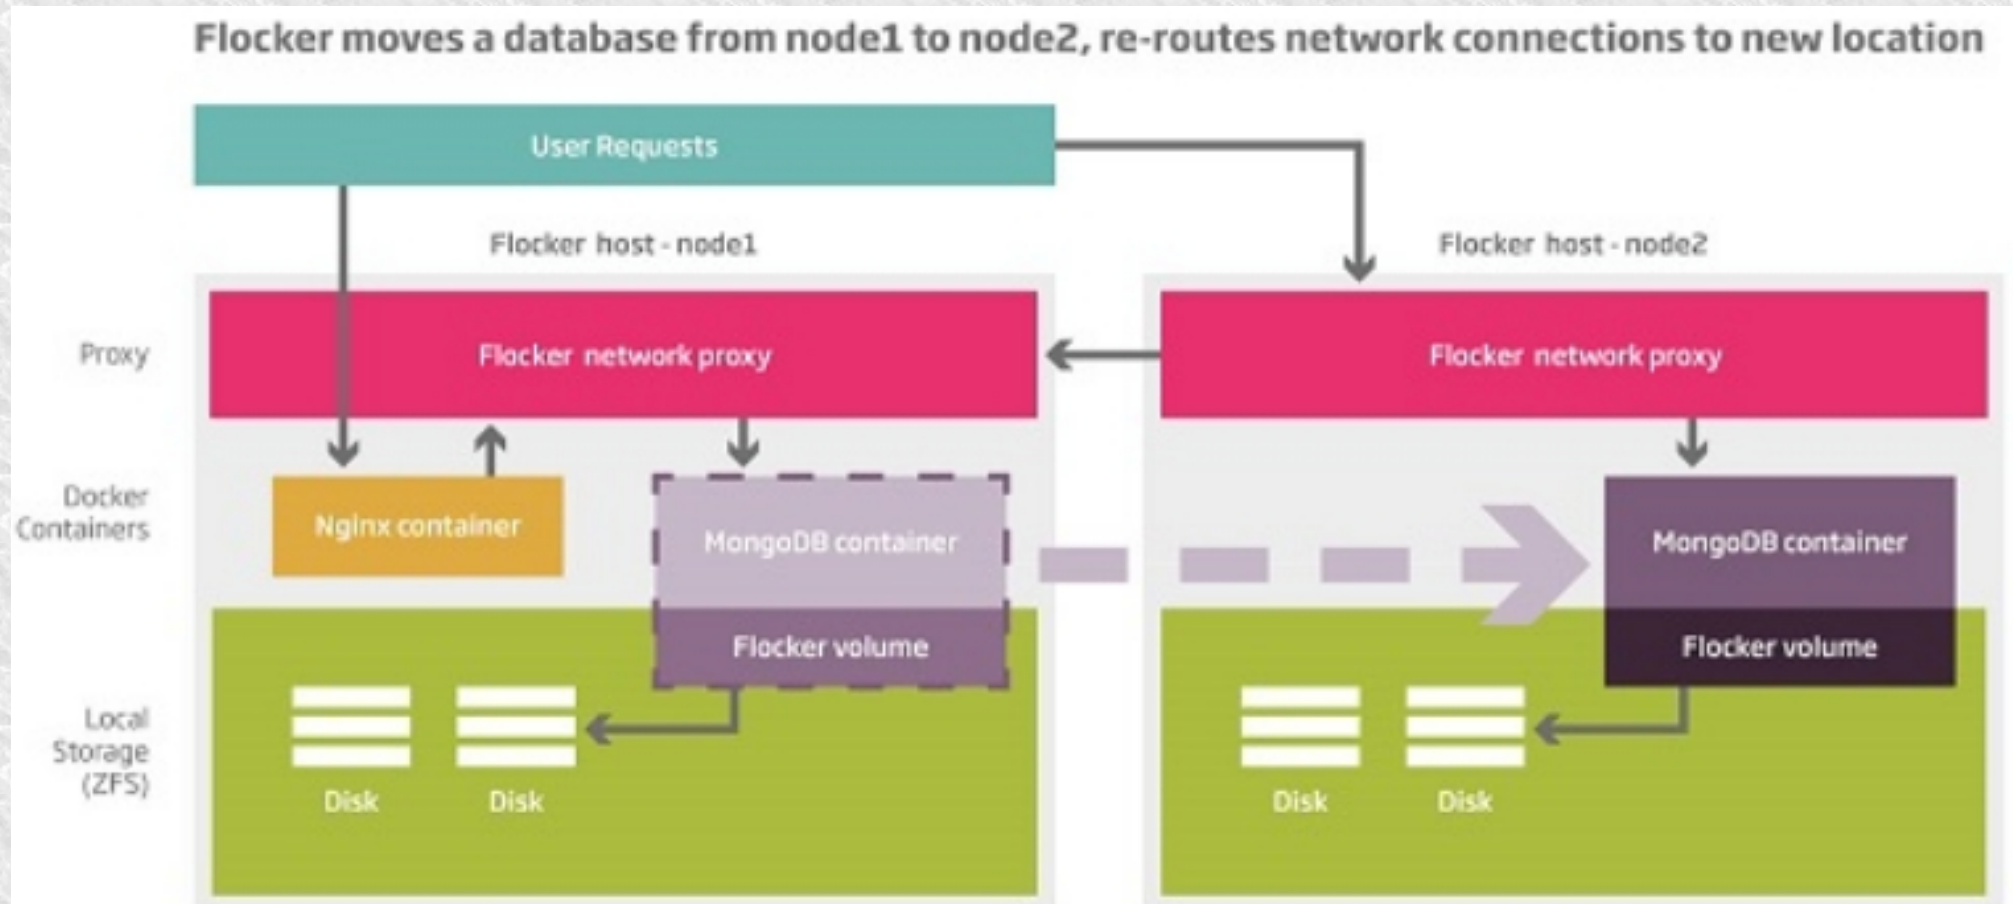 Flocker moves a database from node1 to node2, re-routes network connections to new location
User Requests
Flocker host - node1
Flocker host - node2
Proxy
Flocker network proxy
Flocker network proxy
Docker
Containers
Nginx container
MongoDB container
MongoDB container
Flocker volume
Flocker volume
Local
Storage
(ZFS)
Disk
Disk
Disk
Disk